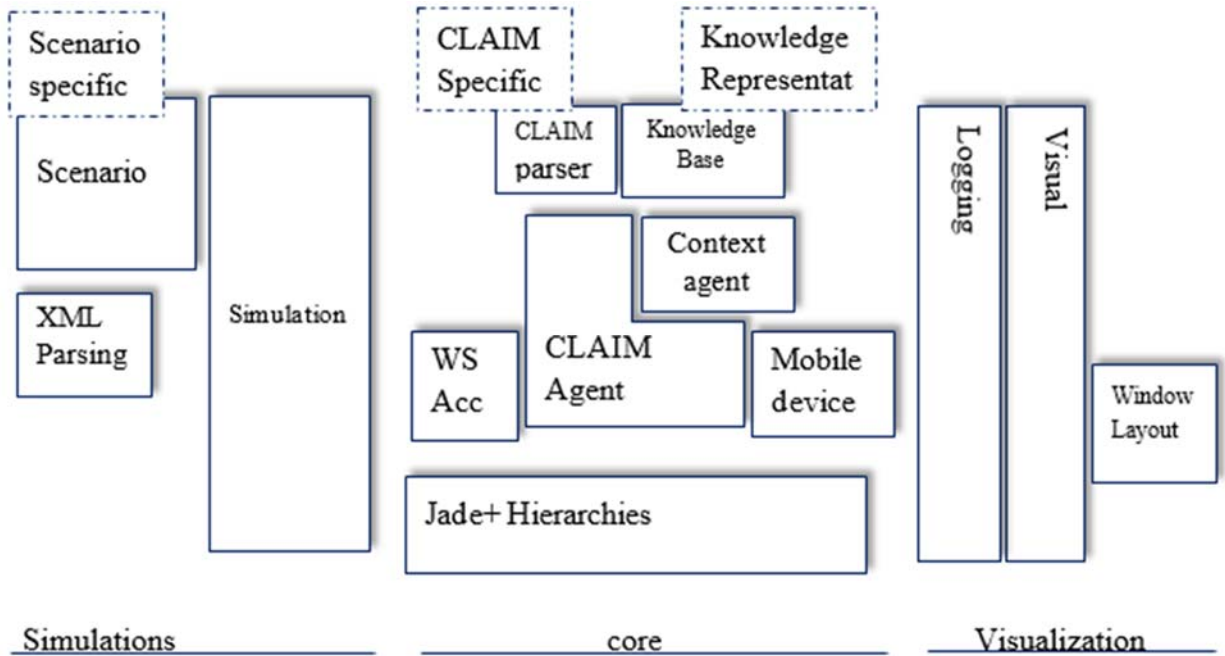 Scenario
specific
Scenario
XML
Parsing
Simulation
CLAIM
Specific
Knowledge
Representat
CLAIM
parser
Knowledge
Base
Context
agent
WS
Acc
CLAIM
Agent
Mobile
device
Jade+ Hierarchies
Logging
Visual
Window
Layout
Simulations
core
Visualization